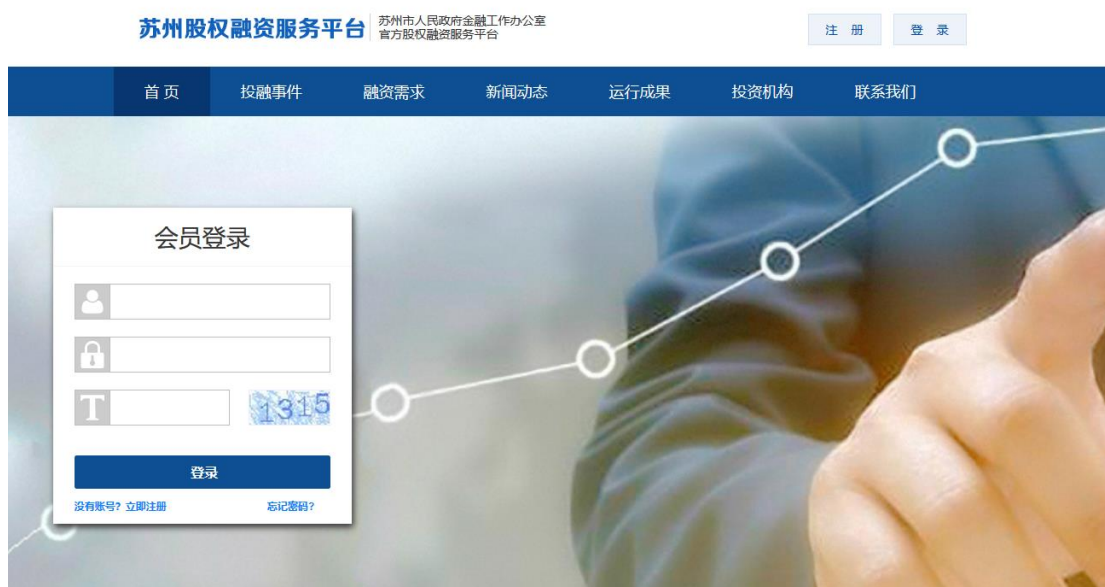 苏州股权融资服务平台
苏州市人民政府金融工作办公室
官方股权融资服务平台
注 册
登 录
首 页 投融事件 融资需求 新闻动态 运行成果 投资机构 联系我们
会员登录
1315
登录
没有账号? 立即注册 忘记密码?